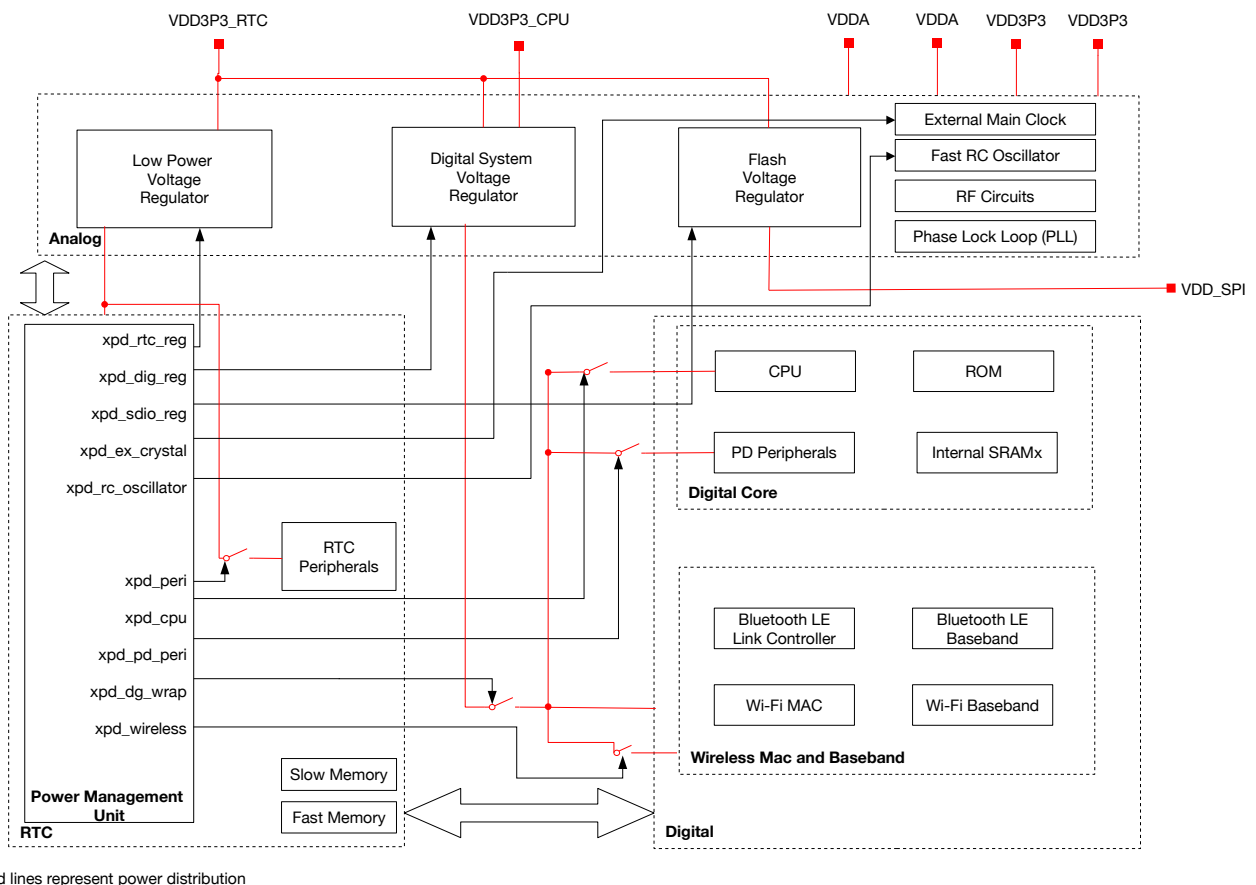 VDD3P3_RTC
VDD3P3_CPU
VDDA
VDDA
VDD3P3
VDD3P3
Low Power
Voltage
Regulator
Digital System
Voltage
Regulator
Flash
Voltage
Regulator
External Main Clock
Fast RC Oscillator
RF Circuits
Phase Lock Loop (PLL)
Analog
VDD_SPI
xpd_rtc_reg
xpd_dig_reg
xpd_sdio_reg
xpd_ex_crystal
xpd_rc_oscillator
xpd_peri
xpd_cpu
xpd_pd_peri
xpd_dg_wrap
xpd_wireless
Power Management
Unit
RTC
RTC
Peripherals
Slow Memory
Fast Memory
CPU
ROM
PD Peripherals
Internal SRAMx
Digital Core
Bluetooth LE
Link Controller
Bluetooth LE
Baseband
Wi-Fi MAC
Wi-Fi Baseband
Wireless Mac and Baseband
Digital
lines represent power distribution